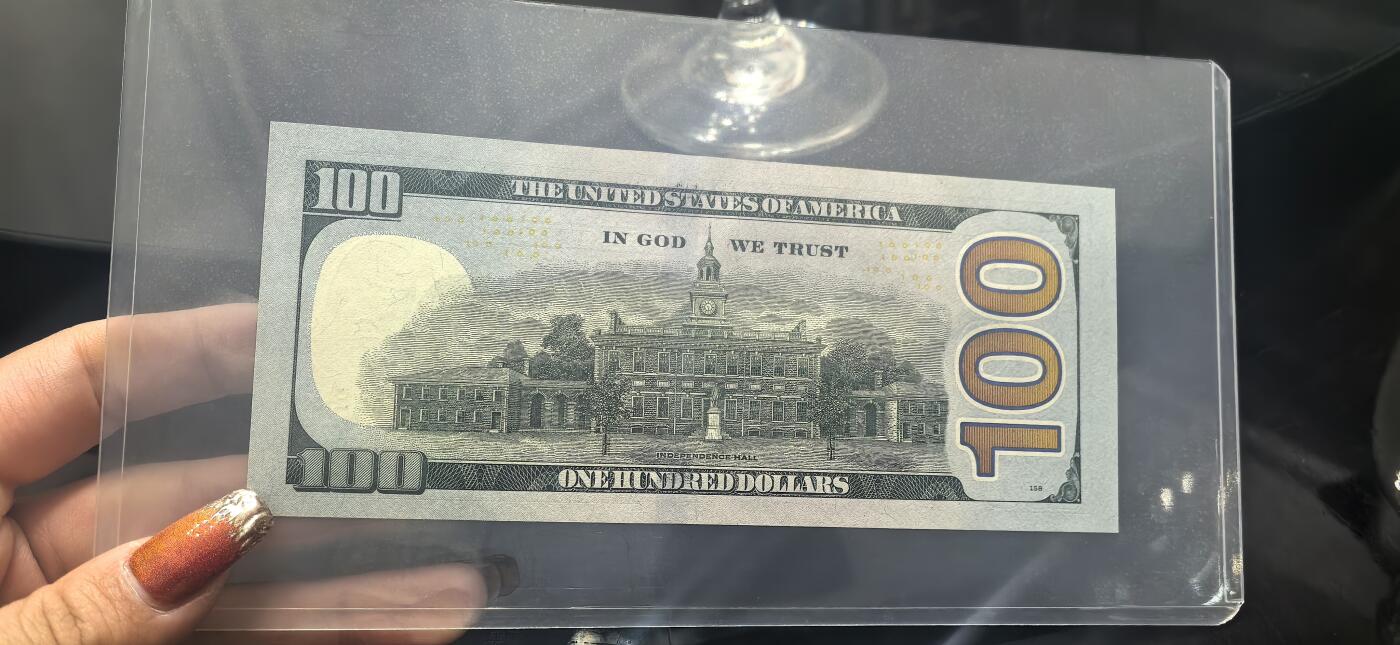 100
THE UNITED STATES OF AMERICA
IN GOD WE TRUST
100
INDEPENDENCE HALL
100
ONE HUNDRED DOLLARS
158